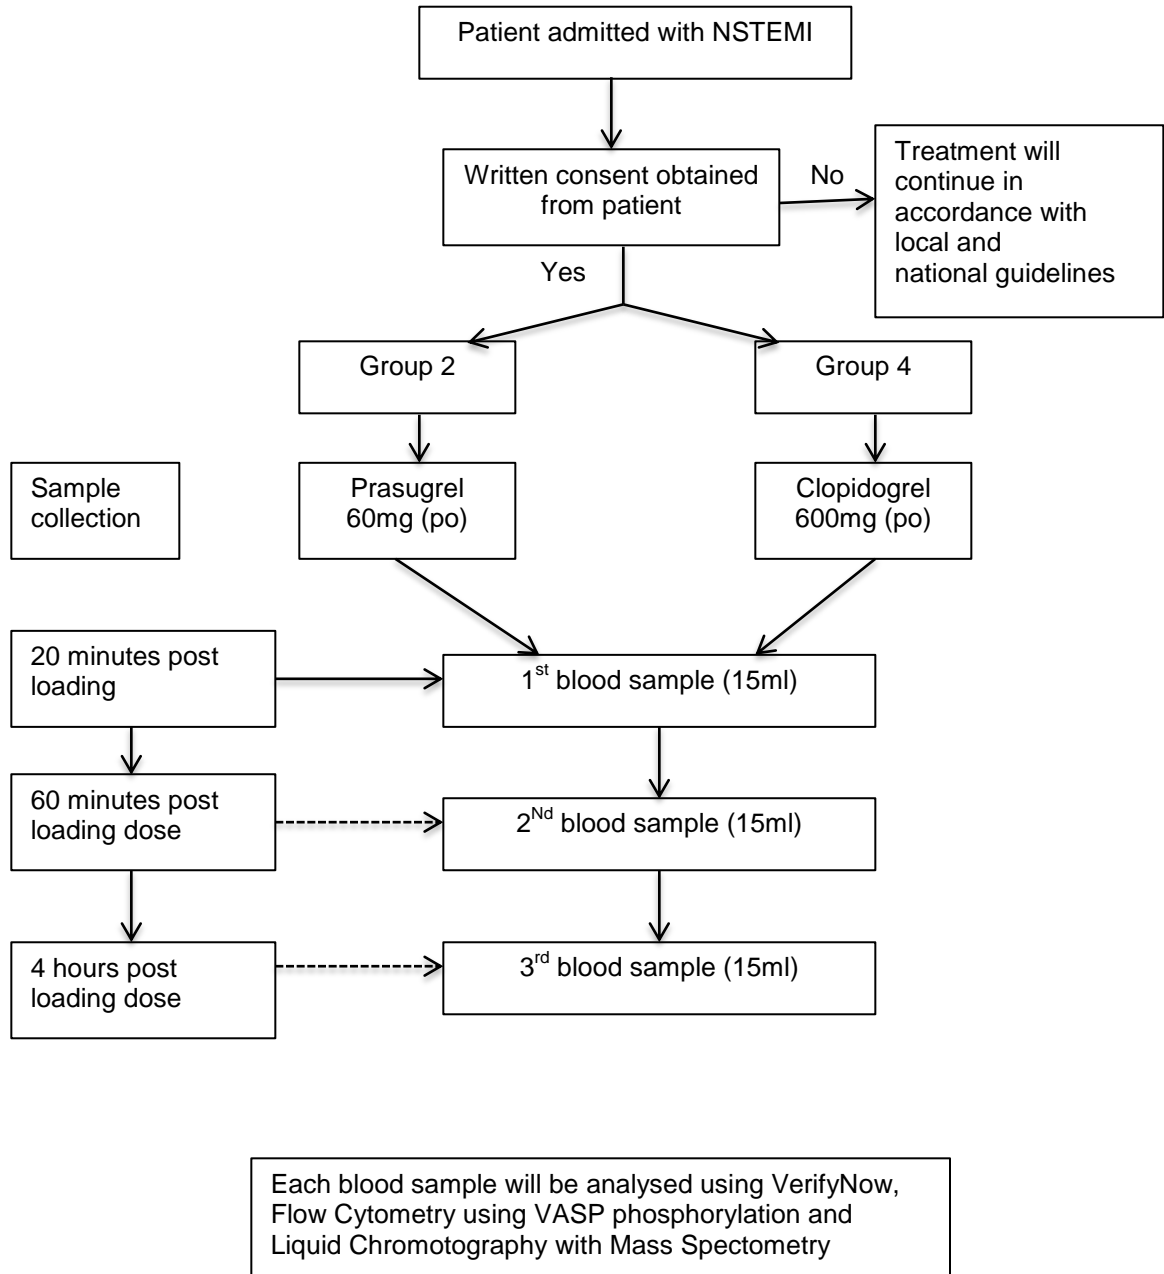 Patient admitted with NSTEMI
Written consent obtained
from patient
No
Treatment will
continue in
accordance with
local and
national guidelines
Yes
Group 2
Group 4
Sample
collection
Prasugrel
60mg (po)
Clopidogrel
600mg (po)
20 minutes post
loading
1st blood sample (15ml)
60 minutes post
loading dose
2Nd blood sample (15ml)
4 hours post
loading dose
3rd blood sample (15ml)
Each blood sample will be analysed using VerifyNow,
Flow Cytometry using VASP phosphorylation and
Liquid Chromotography with Mass Spectometry